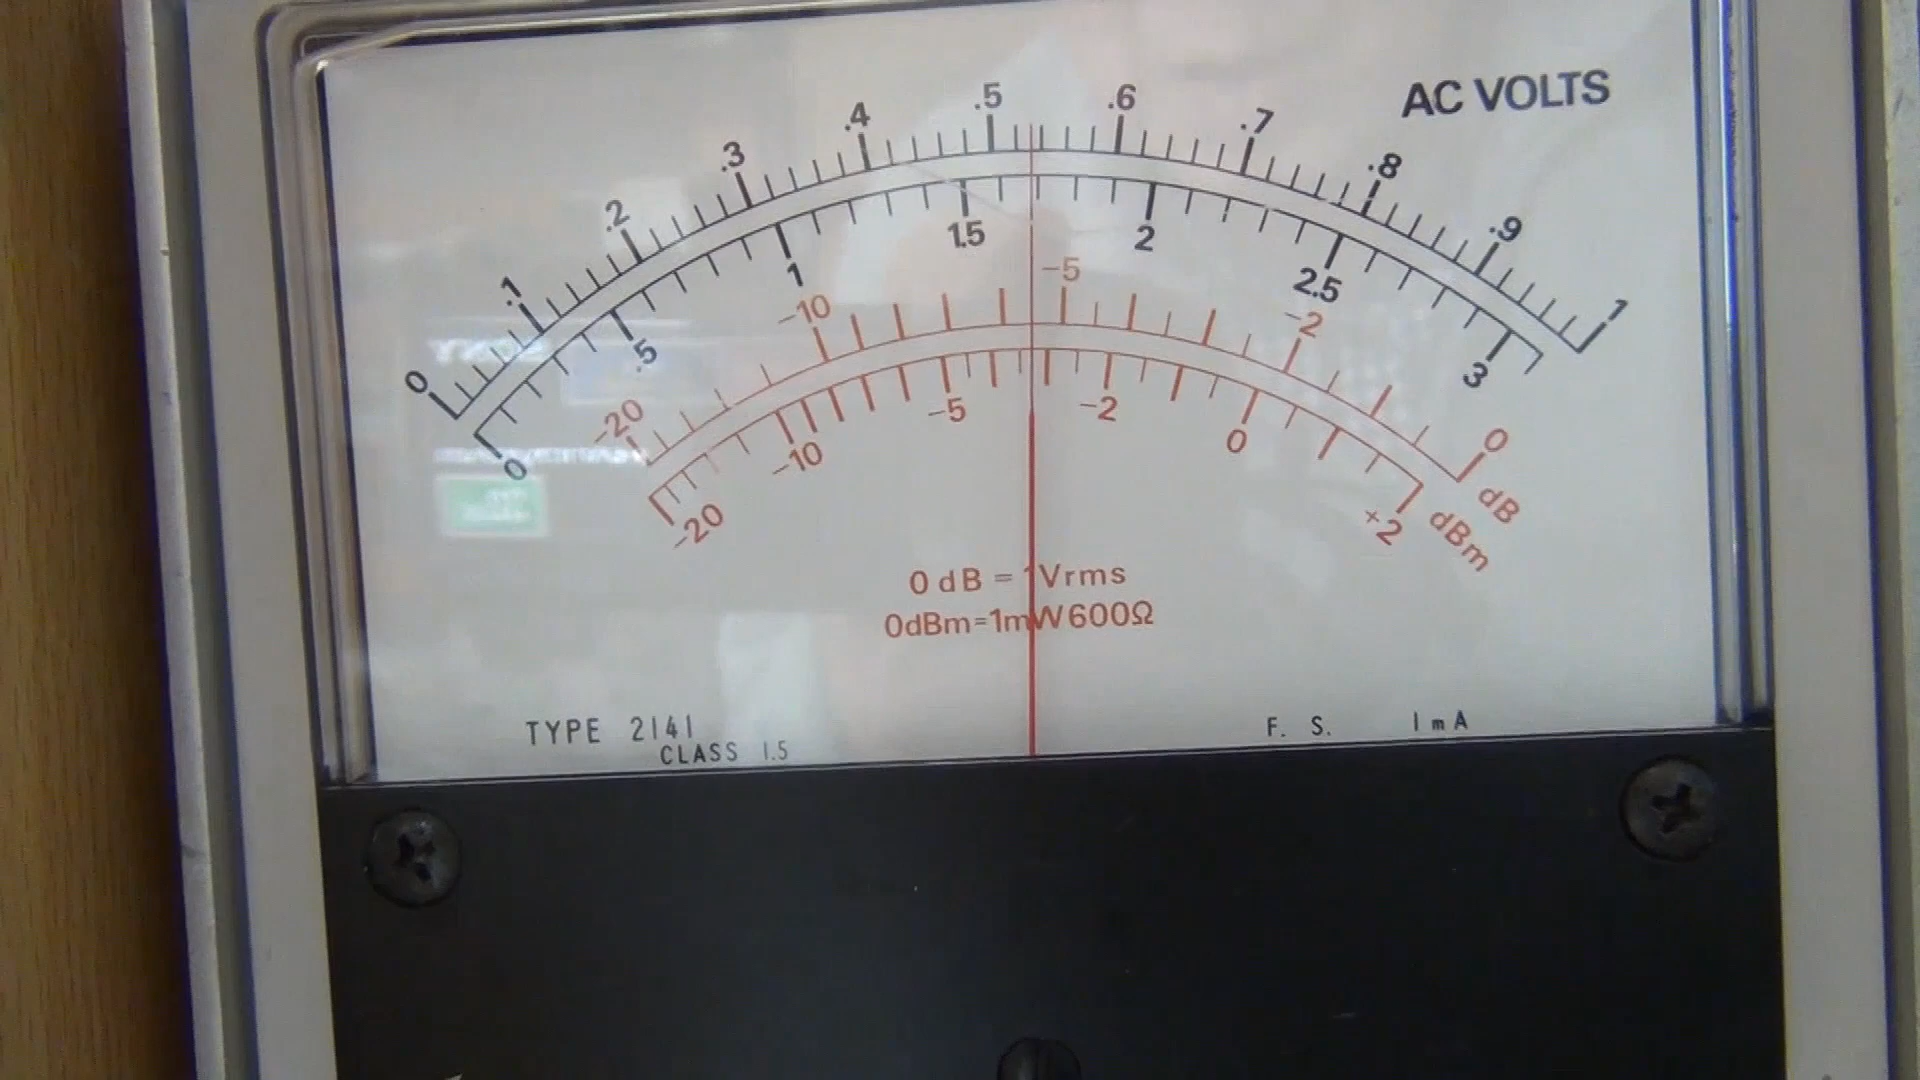 AC VOLTS
0 .1 .2 .3 .4 .5 .6 .7 .8 .9 1
0 .5 1 1.5 2 2.5 3
-20 -10 -5 -2 0 dB
-20 -10 -5 -2 0 +2 dBm
0 dB = 1Vrms
0dBm=1mW600Ω
TYPE 2141
CLASS 1.5
F. S. 1mA